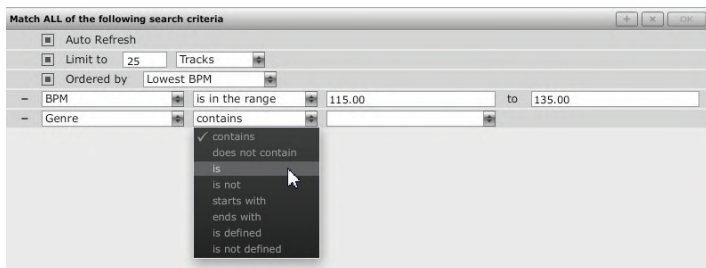 Match ALL of the following search criteria + x OK
Auto Refresh
Limit to 25 Tracks
Ordered by Lowest BPM
– BPM is in the range 115.00 to 135.00
– Genre contains
✓ contains
does not contain
is
is not
starts with
ends with
is defined
is not defined